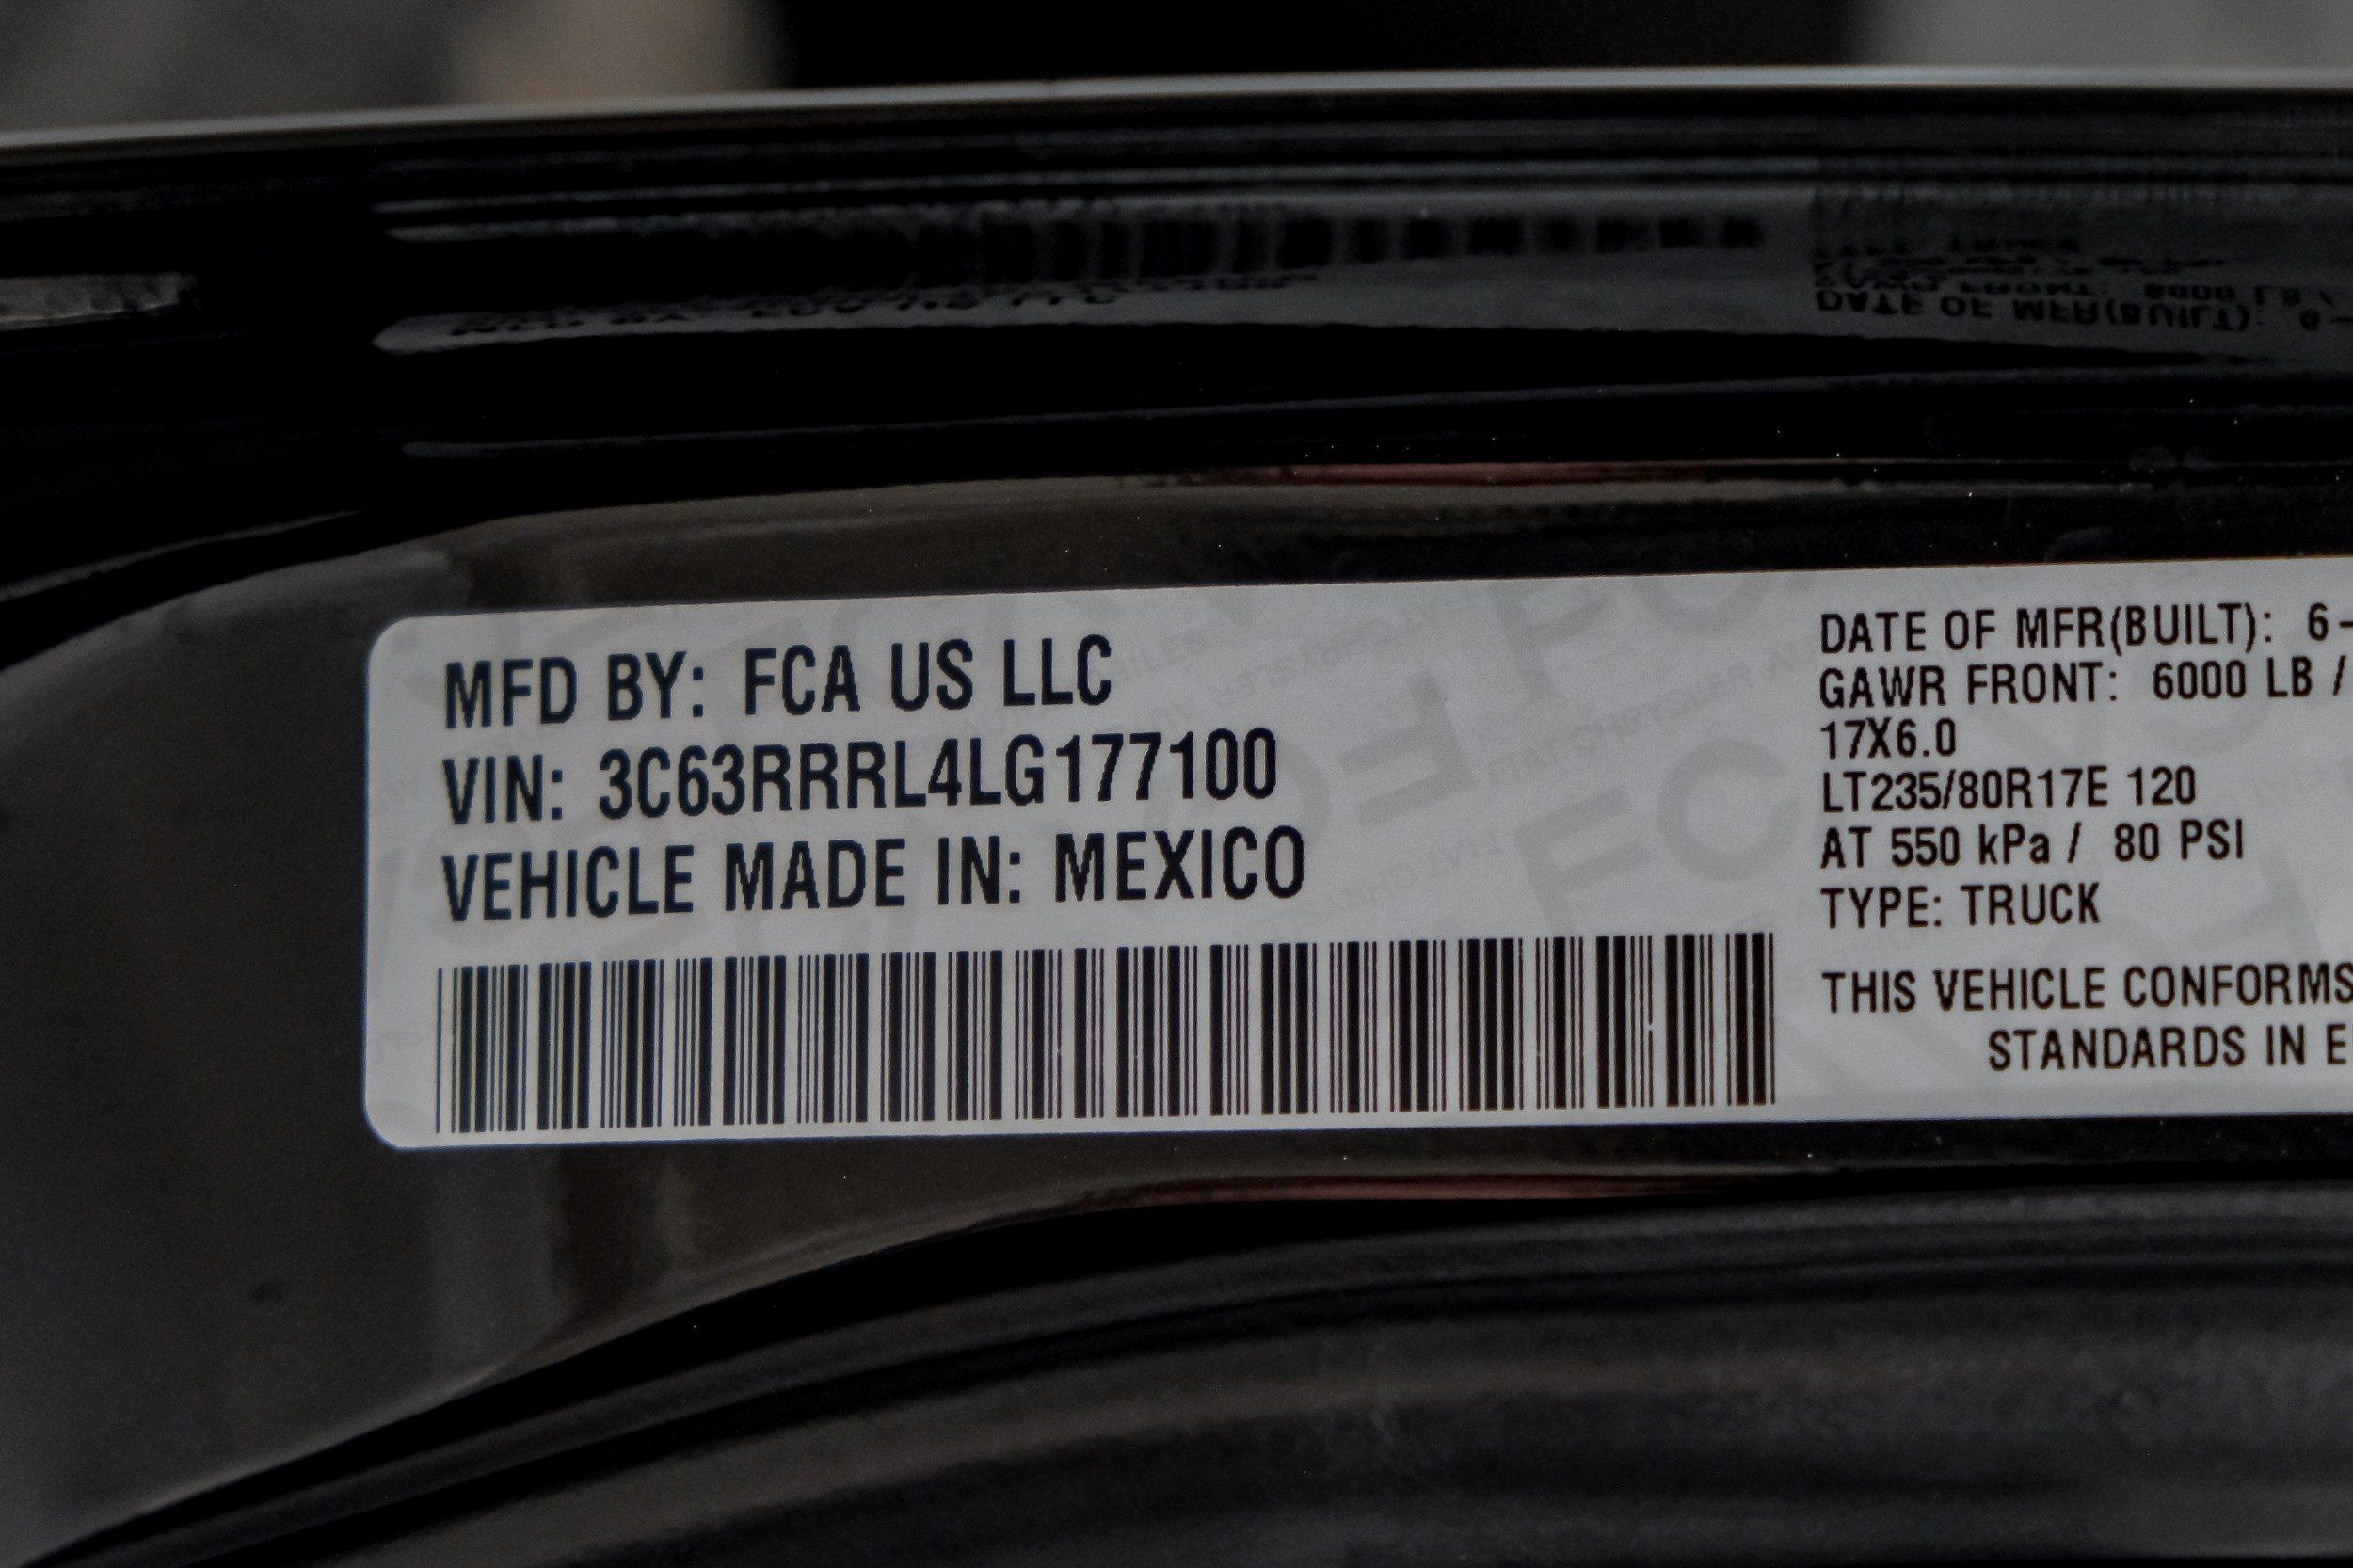 MFD BY: FCA US LLC
VIN: 3C63RRRL4LG177100
VEHICLE MADE IN: MEXICO
DATE OF MFR(BUILT): 6-
GAWR FRONT: 6000 LB /
17X6.0
LT235/80R17E 120
AT 550 kPa / 80 PSI
TYPE: TRUCK
THIS VEHICLE CONFORMS
STANDARDS IN E